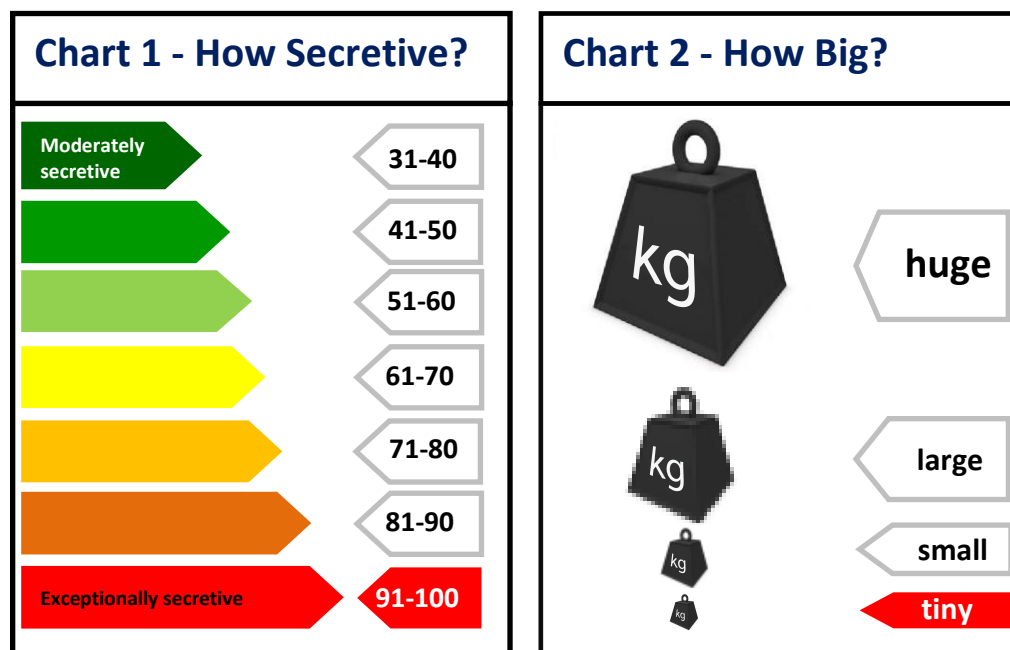 Chart 1 - How Secretive?
Moderately
secretive
31-40
41-50
51-60
61-70
71-80
81-90
Exceptionally secretive
91-100
Chart 2 - How Big?
kg
huge
kg
large
kg
small
kg
tiny